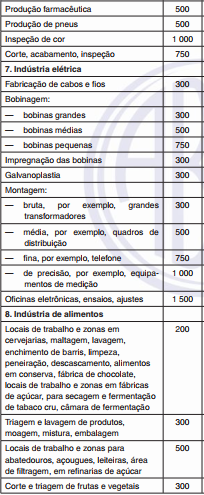 Produção farmacêutica 500
Produção de pneus 500
Inspeção de cor 1 000
Corte, acabamento, inspeção 750
7. Indústria elétrica
Fabricação de cabos e fios 300
Bobinagem:
— bobinas grandes 300
— bobinas médias 500
— bobinas pequenas 750
Impregnação das bobinas 300
Galvanoplastia 300
Montagem:
— bruta, por exemplo, grandes 300
transformadores
— média, por exemplo, quadros de 500
distribuição
— fina, por exemplo, telefone 750
— de precisão, por exemplo, equipa- 1 000
mentos de medição
Oficinas eletrônicas, ensaios, ajustes 1 500
8. Indústria de alimentos
Locais de trabalho e zonas em 200
cervejarias, maltagem, lavagem,
enchimento de barris, limpeza,
peneiração, descascamento, alimentos
em conserva, fábrica de chocolate,
locais de trabalho e zonas em fábricas
de açúcar, para secagem e fermentação
de tabaco cru, câmara de fermentação
Triagem e lavagem de produtos, 300
moagem, mistura, embalagem
Locais de trabalho e zonas para 500
abatedouros, açougues, leiteiras, área
de filtragem, em refinarias de açúcar
Corte e triagem de frutas e vegetais 300